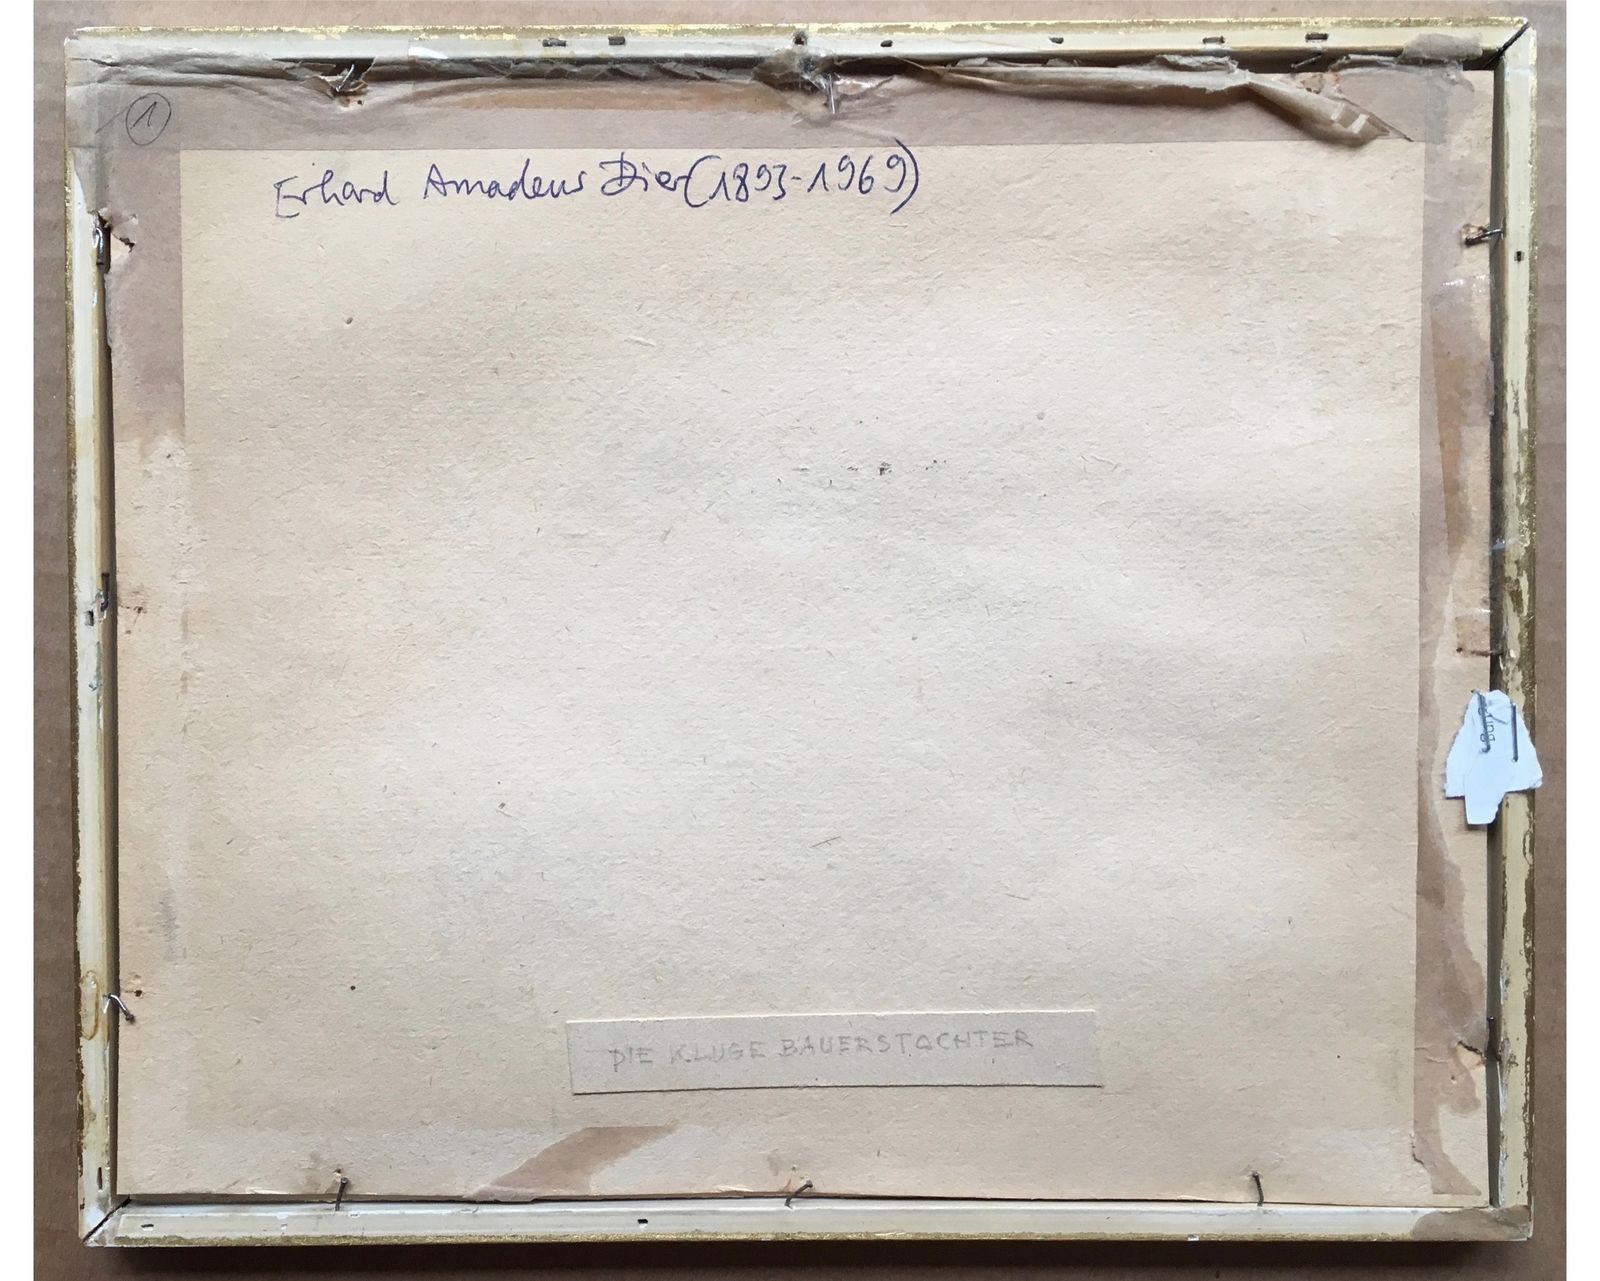 1
Erhard Amadeus Dier (1893-1969)
DIE KLUGE BAUERSTOCHTER